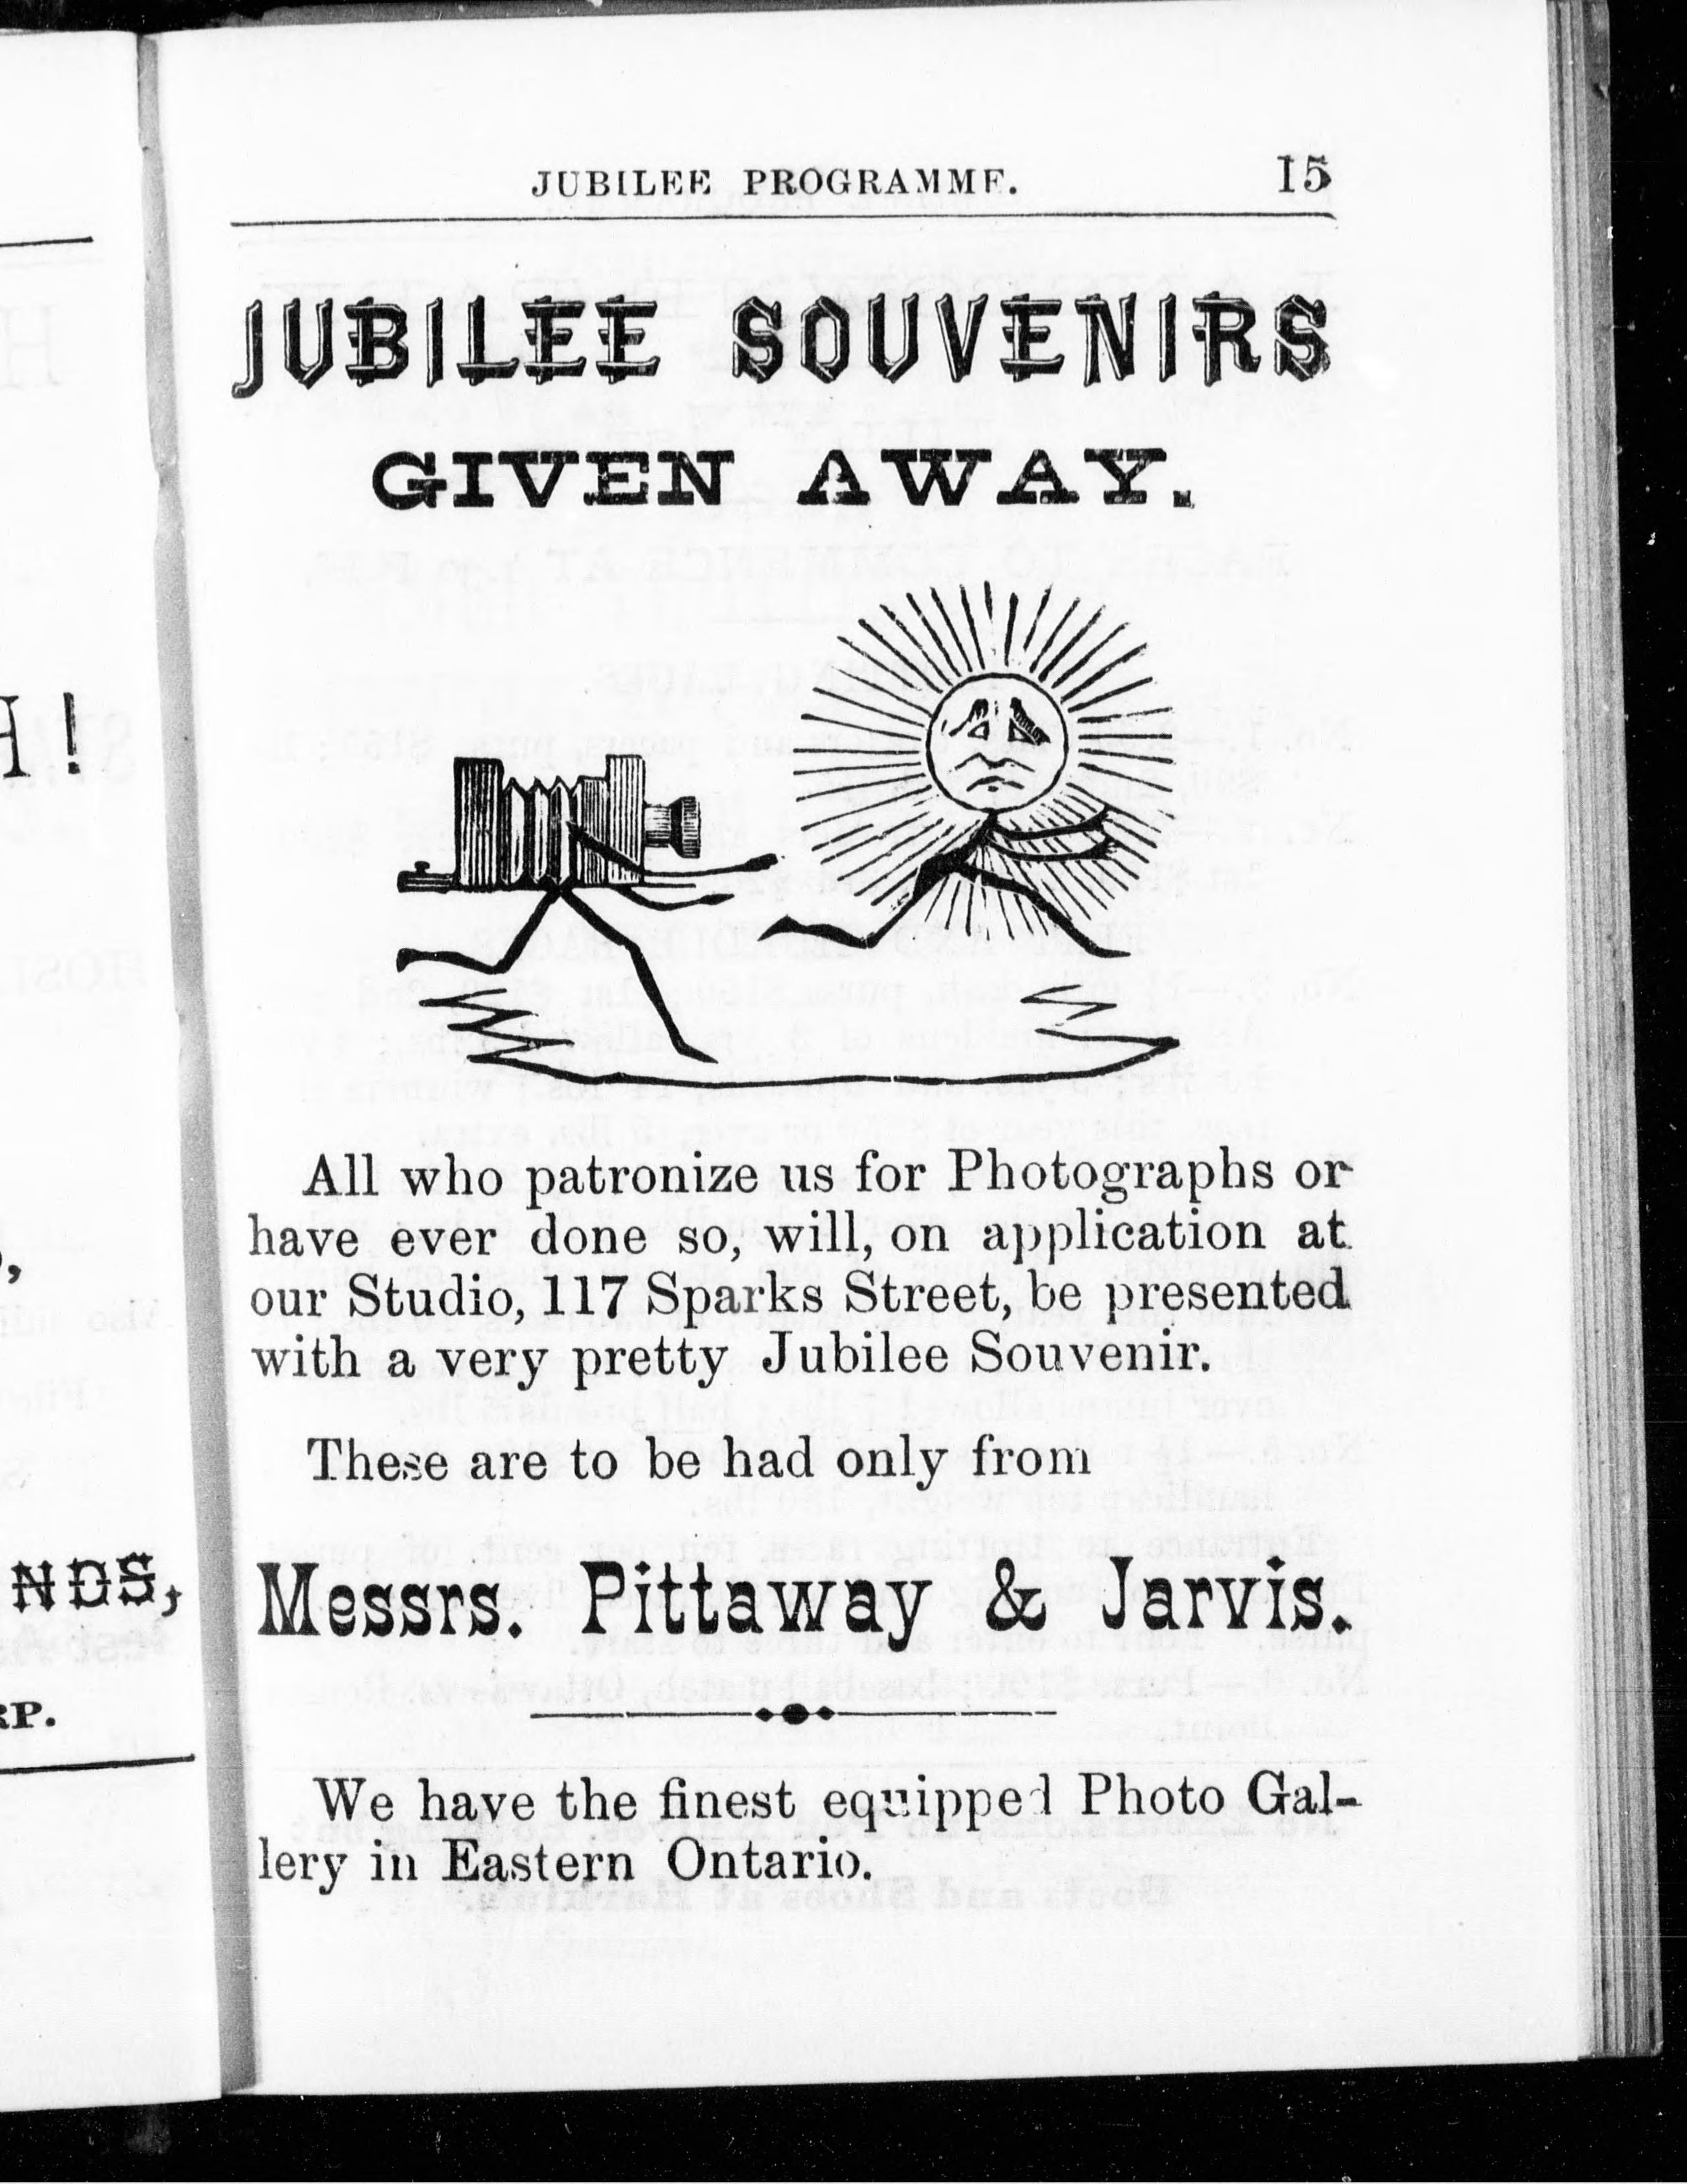 JUBILEE PROGRAMME. 15
JUBILEE SOUVENIRS
GIVEN AWAY.
All who patronize us for Photographs or
have ever done so, will, on application at
our Studio, 117 Sparks Street, be presented
with a very pretty Jubilee Souvenir.
These are to be had only from
Messrs. Pittaway & Jarvis.
We have the finest equipped Photo Gal-
lery in Eastern Ontario.
H!
NDS,
RP.